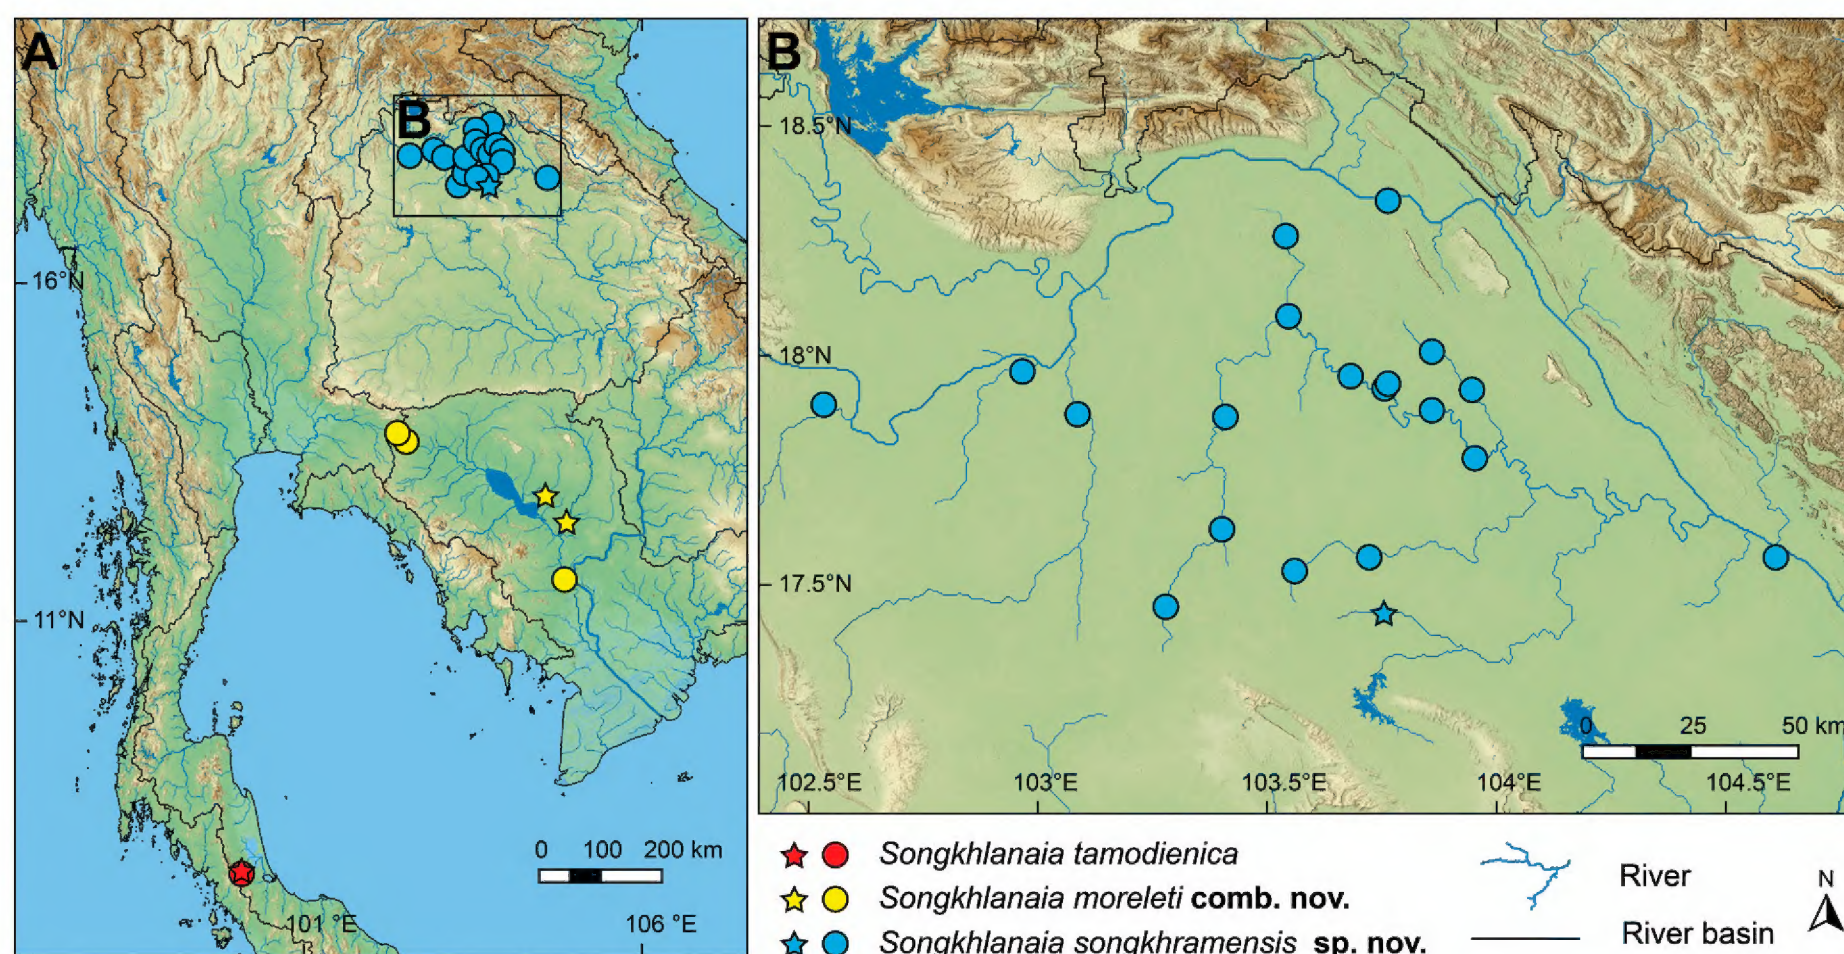 A
B
16°N
11°N
0 100 200 km
101 °E 106 °E
B
18.5°N
18°N
17.5°N
0 25 50 km
102.5°E 103°E 103.5°E 104°E 104.5°E
Songkhlanaia tamodienica
Songkhlanaia moreleti comb. nov.
Songkhlanaia songkhramensis sp. nov.
River
River basin
N